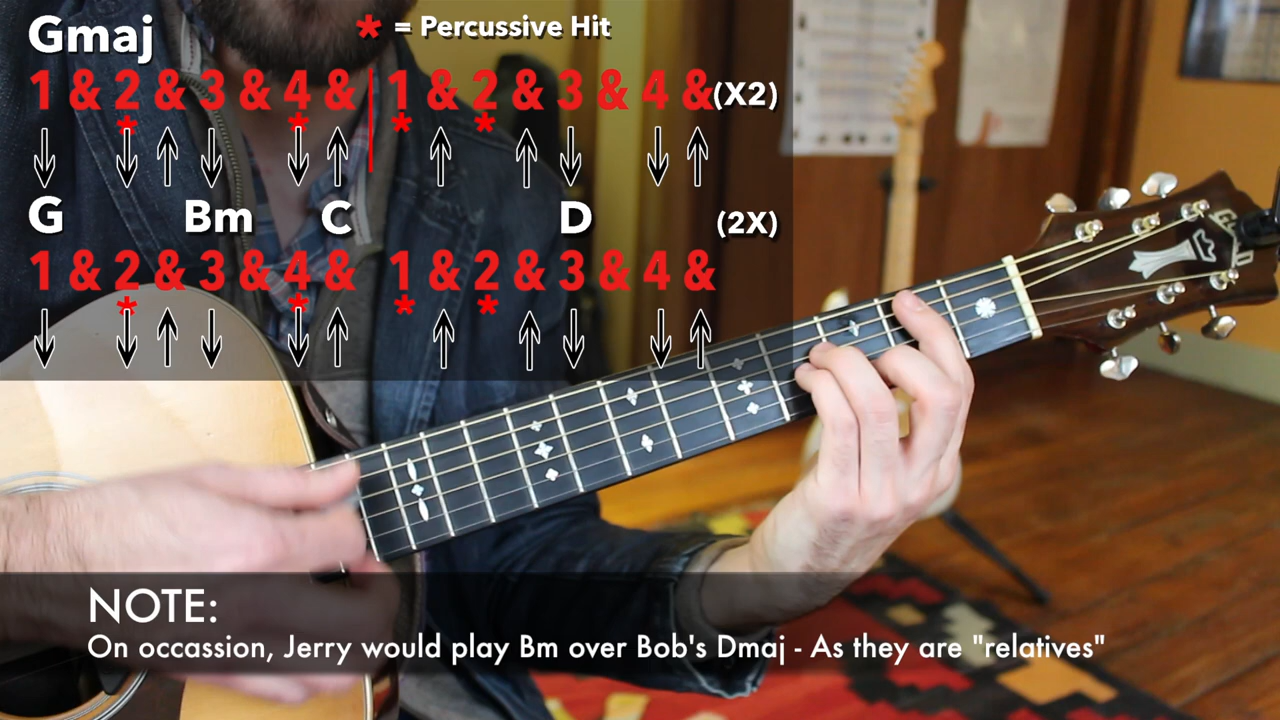 Gmaj
* = Percussive Hit
1 & 2 & 3 & 4 & | 1 & 2 & 3 & 4 & (X2)
* * * *
↓ ↓ ↑ ↓ ↓ ↑ ↑ ↑ ↓ ↓ ↑
G Bm C D (2X)
1 & 2 & 3 & 4 & 1 & 2 & 3 & 4 &
* * * *
↓ ↓ ↑ ↓ ↓ ↑ ↑ ↑ ↓ ↓ ↑
NOTE:
On occassion, Jerry would play Bm over Bob's Dmaj - As they are "relatives"